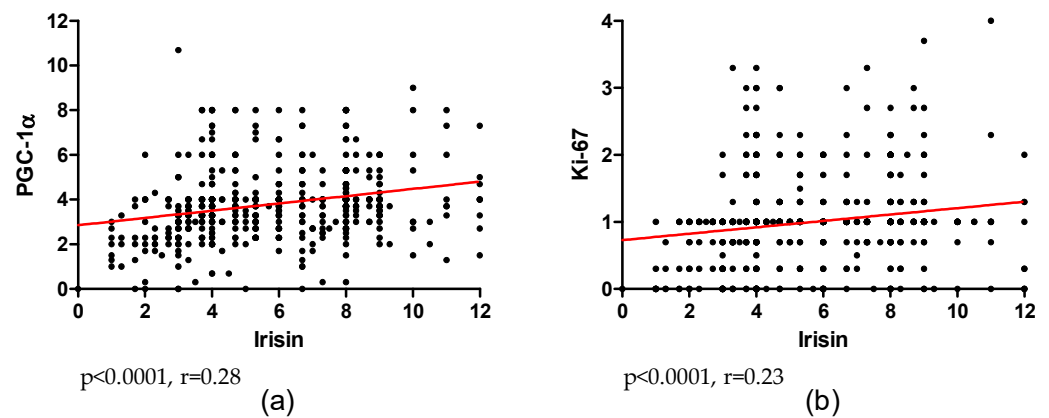 12
10
8
6
4
2
0
PGC-1α
0 2 4 6 8 10 12
Irisin
p<0.0001, r=0.28
(a)
4
3
2
1
0
Ki-67
0 2 4 6 8 10 12
Irisin
p<0.0001, r=0.23
(b)